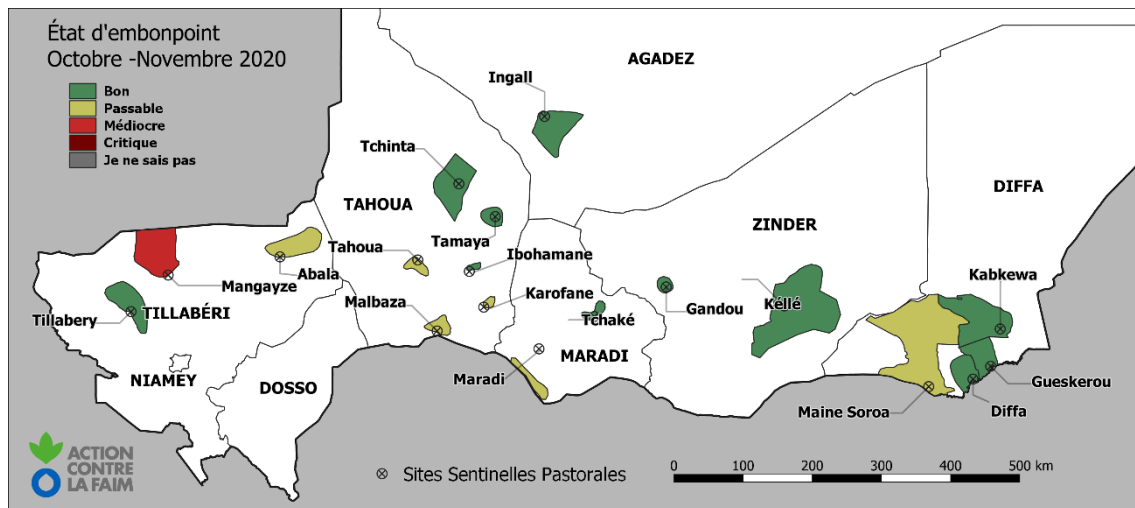 État d'embonpoint
Octobre -Novembre 2020
Bon
Passable
Médiocre
Critique
Je ne sais pas
AGADEZ
Ingall
Tchinta
DIFFA
TAHOUA
ZINDER
Tamaya
Tahoua
Ibohamane
Kabkewa
Abala
Mangayze
Karofane
Kéllé
Gandou
Malbaza
Tillabery
TILLABÉRI
Tchaké
MARADI
Maradi
NIAMEY
DOSSO
Gueskerou
Maine Soroa
Diffa
ACTION
CONTRE
LA FAIM
Sites Sentinelles Pastorales
0 100 200 300 400 500 km